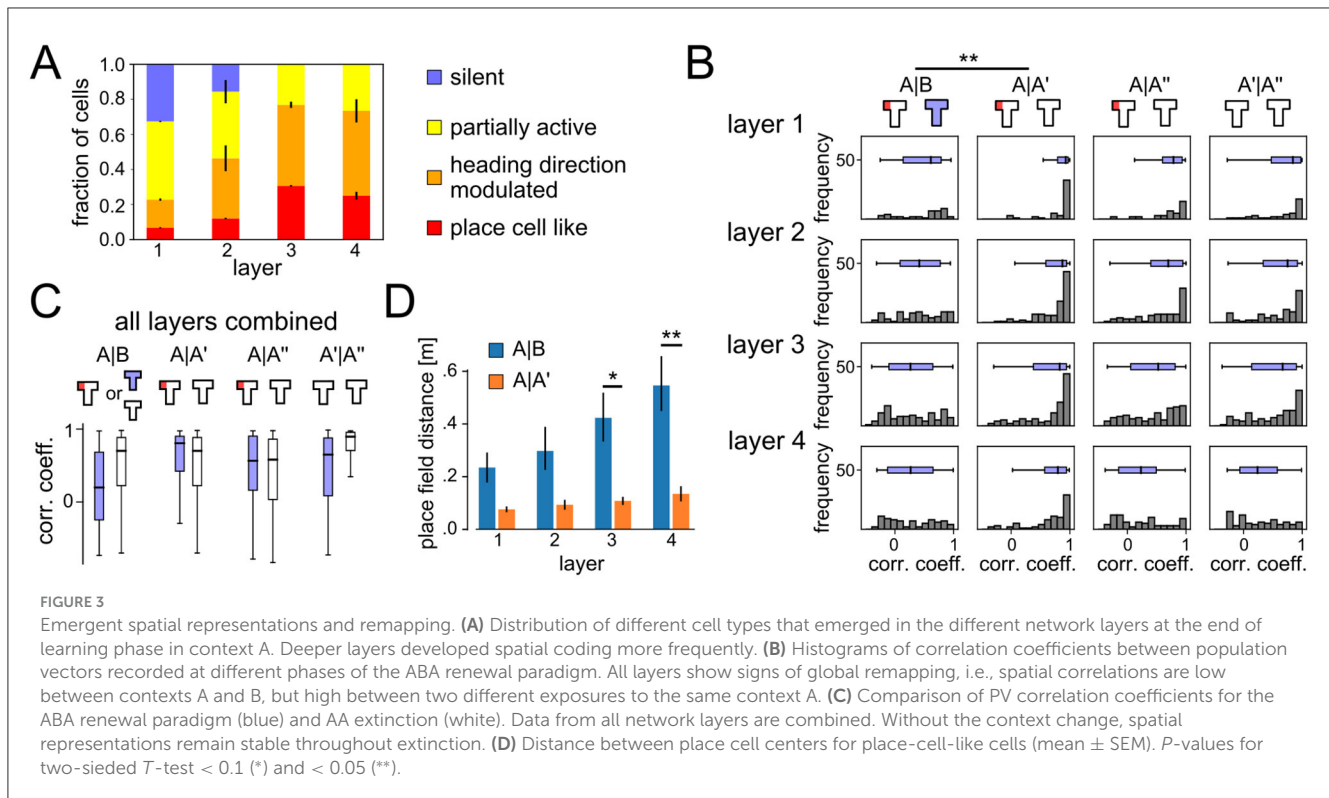 A
1.0
0.8
0.6
0.4
0.2
0.0
fraction of cells
1 2 3 4
layer
silent
partially active
heading direction
modulated
place cell like
B
**
A|B A|A' A|A" A'|A"
layer 1
50
frequency
layer 2
50
frequency
layer 3
50
frequency
layer 4
50
frequency
0 1 0 1 0 1 0 1
corr. coeff. corr. coeff. corr. coeff. corr. coeff.
C
all layers combined
A|B A|A' A|A" A'|A"
or
1
0
corr. coeff.
D
A|B
A|A'
* **
.6
.4
.2
.0
place field distance [m]
1 2 3 4
layer
FIGURE 3
Emergent spatial representations and remapping. (A) Distribution of different cell types that emerged in the different network layers at the end of
learning phase in context A. Deeper layers developed spatial coding more frequently. (B) Histograms of correlation coefficients between population
vectors recorded at different phases of the ABA renewal paradigm. All layers show signs of global remapping, i.e., spatial correlations are low
between contexts A and B, but high between two different exposures to the same context A. (C) Comparison of PV correlation coefficients for the
ABA renewal paradigm (blue) and AA extinction (white). Data from all network layers are combined. Without the context change, spatial
representations remain stable throughout extinction. (D) Distance between place cell centers for place-cell-like cells (mean ± SEM). P-values for
two-sieded T-test < 0.1 (*) and < 0.05 (**).